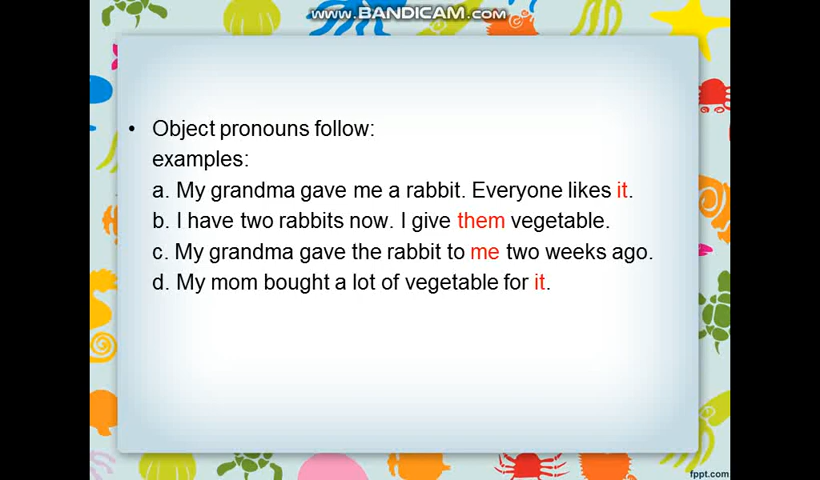 www.BANDICAM.com
• Object pronouns follow:
examples:
a. My grandma gave me a rabbit. Everyone likes it.
b. I have two rabbits now. I give them vegetable.
c. My grandma gave the rabbit to me two weeks ago.
d. My mom bought a lot of vegetable for it.
fppt.com